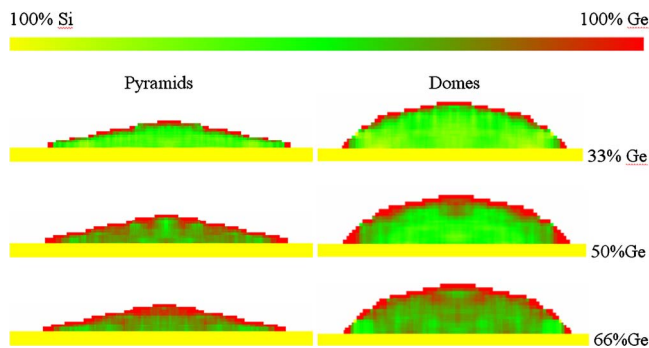 100% Si 100% Ge
Pyramids Domes
33% Ge
50%Ge
66%Ge